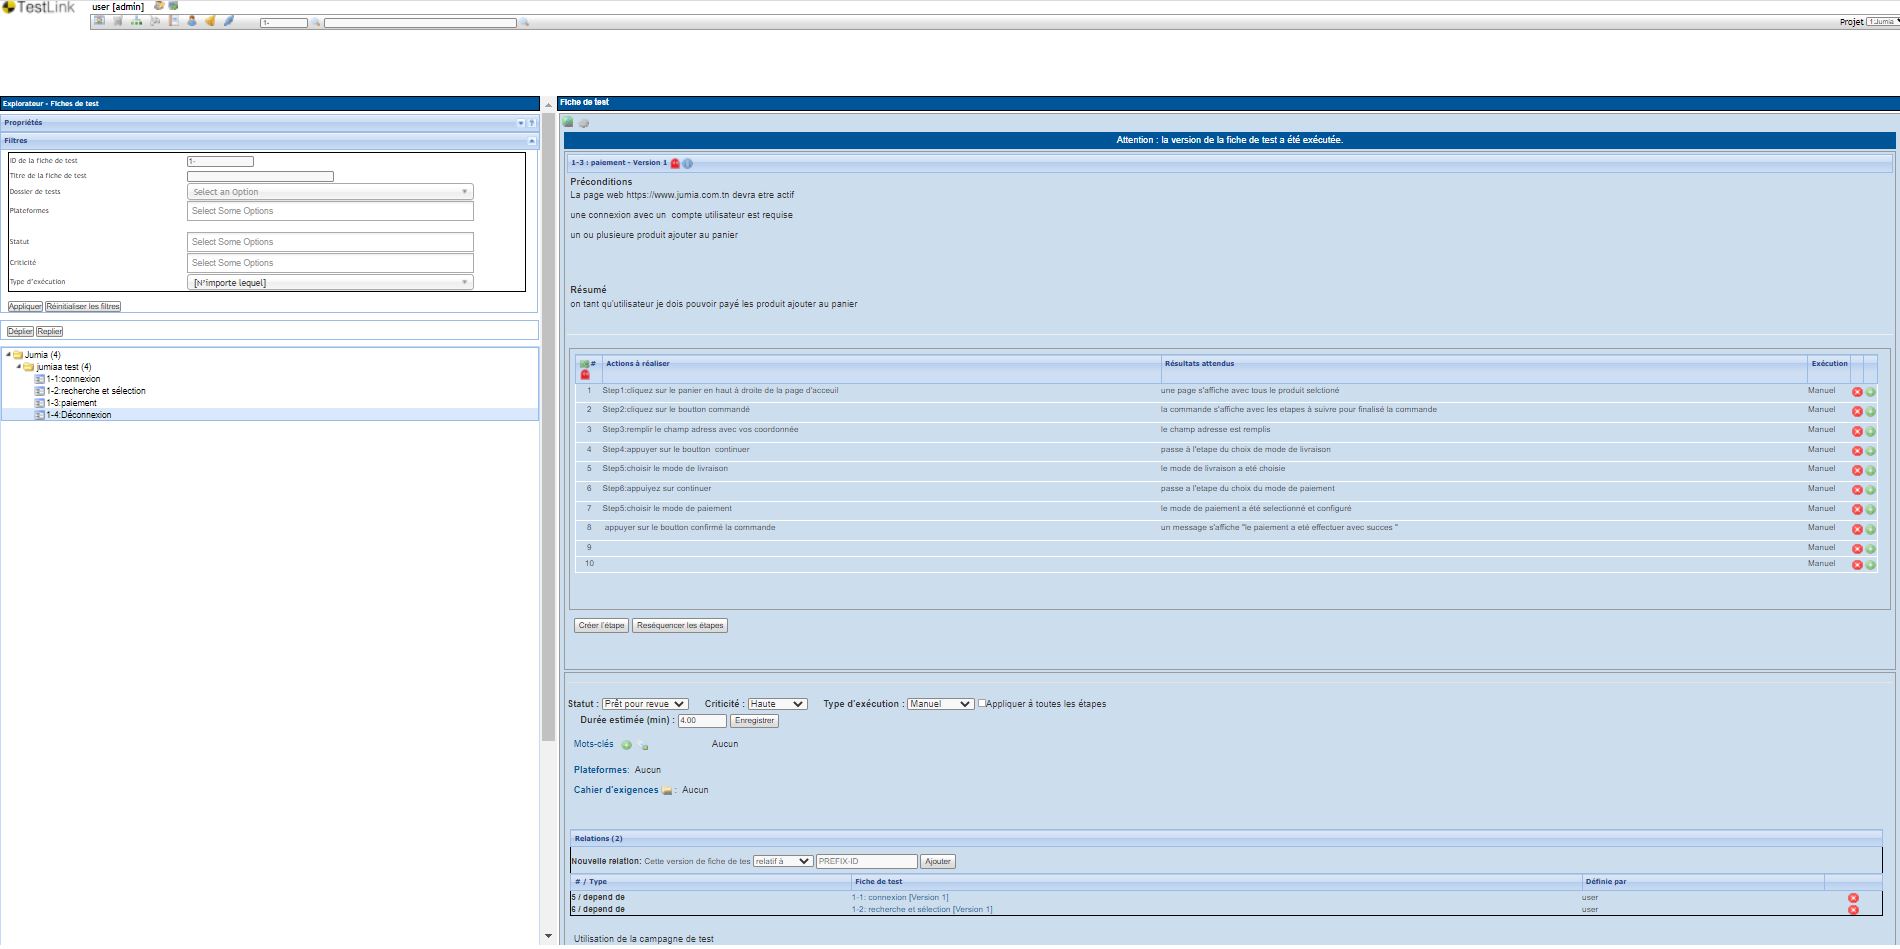 TestLink
user [admin]
1-
Projet 1:Jumia
Explorateur - Fiches de test
Propriétés
Filtres
ID de la fiche de test 1-
Titre de la fiche de test
Dossier de tests Select an Option
Plateformes Select Some Options
Statut Select Some Options
Criticité Select Some Options
Type d'exécution [N'importe lequel]
Appliquer Réinitialiser les filtres
Déplier Replier
Jumia (4)
jumiaa test (4)
1-1:connexion
1-2:recherche et sélection
1-3:paiement
1-4:Déconnexion
Fiche de test
Attention : la version de la fiche de test a été exécutée.
1-3 : paiement - Version 1
Préconditions
La page web https://www.jumia.com.tn devra etre actif
une connexion avec un compte utilisateur est requise
un ou plusieure produit ajouter au panier
Résumé
on tant qu'utilisateur je dois pouvoir payé les produit ajouter au panier
# Actions à réaliser Résultats attendus Exécution
1 Step1:cliquez sur le panier en haut à droite de la page d'acceuil une page s'affiche avec tous le produit selctioné Manuel
2 Step2:cliquez sur le bouton commandé la commande s'affiche avec les etapes à suivre pour finalisé la commande Manuel
3 Step3:remplir le champ adress avec vos coordonnée le champ adresse est remplis Manuel
4 Step4:appuyer sur le boutton continuer passe à l'etape du choix de mode de livraison Manuel
5 Step5:choisir le mode de livraison le mode de livraison a eté choisie Manuel
6 Step6:appuiyez sur continuer passe a l'etape du choix du mode de paiement Manuel
7 Step5:choisir le mode de paiement le mode de paiement a été selectionné et configuré Manuel
8 appuyer sur le boutton confirmé la commande un message s'affiche "le paiement a eté effectuer avec succes " Manuel
9 Manuel
10 Manuel
Créer l'étape Reséquencer les étapes
Statut : Prêt pour revue Criticité : Haute Type d'exécution : Manuel Appliquer à toutes les étapes
Durée estimée (min) : 4.00 Enregistrer
Mots-clés Aucun
Plateformes: Aucun
Cahier d'exigences : Aucun
Relations (2)
Nouvelle relation: Cette version de fiche de tes relatif à PREFIX-ID Ajouter
# / Type Fiche de test Définie par
5 / depend de 1-1: connexion [Version 1] user
6 / depend de 1-2: recherche et sélection [Version 1] user
Utilisation de la campagne de test